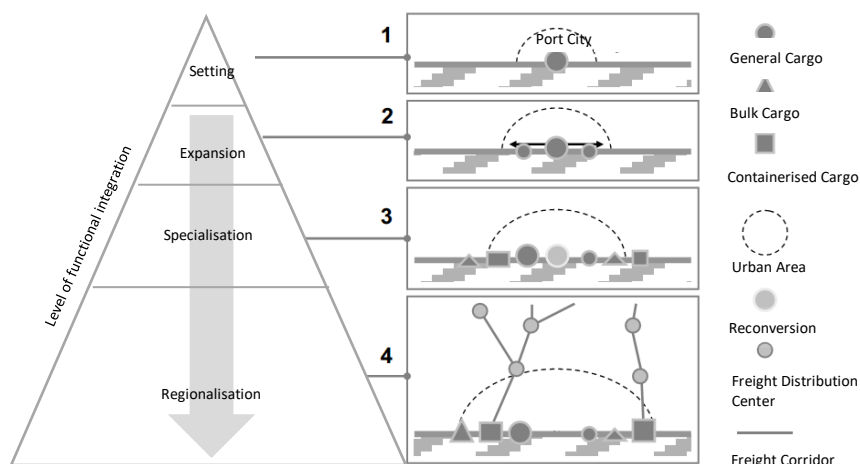 Level of functional integration
Setting
Expansion
Specialisation
Regionalisation
1
Port City
2
3
4
General Cargo
Bulk Cargo
Containerised Cargo
Urban Area
Reconversion
Freight Distribution
Center
Freight Corridor